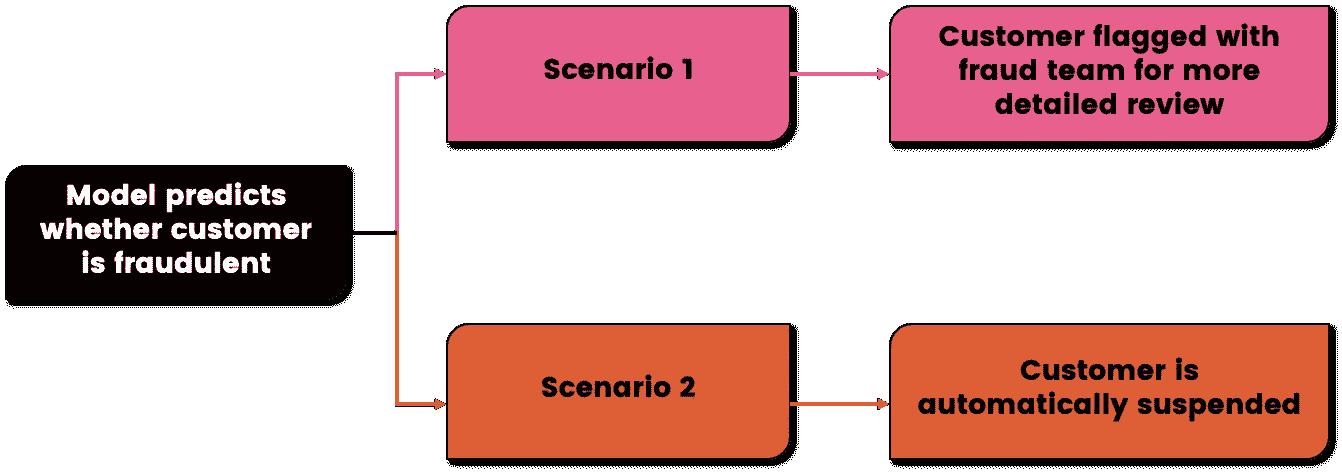 Model predicts
whether customer
is fraudulent
Scenario 1
Customer flagged with
fraud team for more
detailed review
Scenario 2
Customer is
automatically suspended